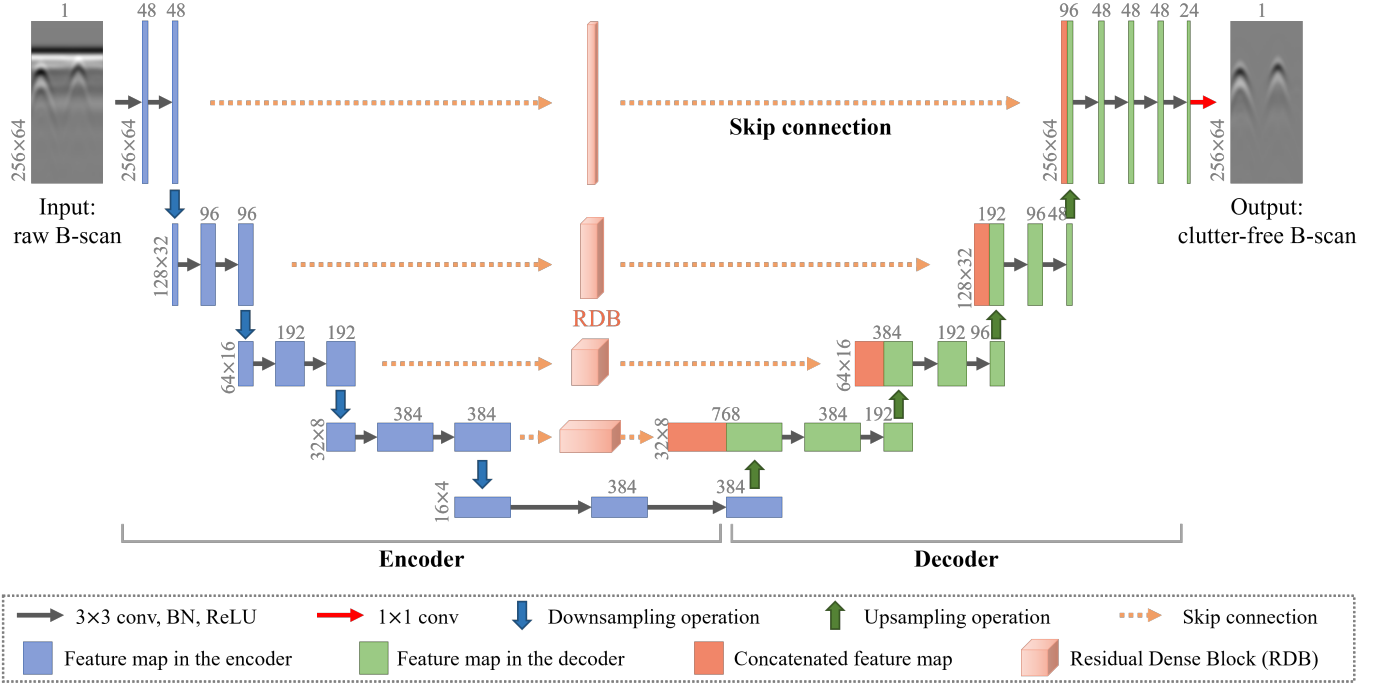 1
48
48
96
48
48
48
24
1
256×64
256×64
256×64
256×64
Skip connection
Input:
raw B-scan
Output:
clutter-free B-scan
96
96
192
96
48
128×32
128×32
RDB
192
192
384
192
96
64×16
64×16
384
384
768
384
192
32×8
32×8
384
384
16×4
Encoder
Decoder
3×3 conv, BN, ReLU
1×1 conv
Downsampling operation
Upsampling operation
Skip connection
Feature map in the encoder
Feature map in the decoder
Concatenated feature map
Residual Dense Block (RDB)